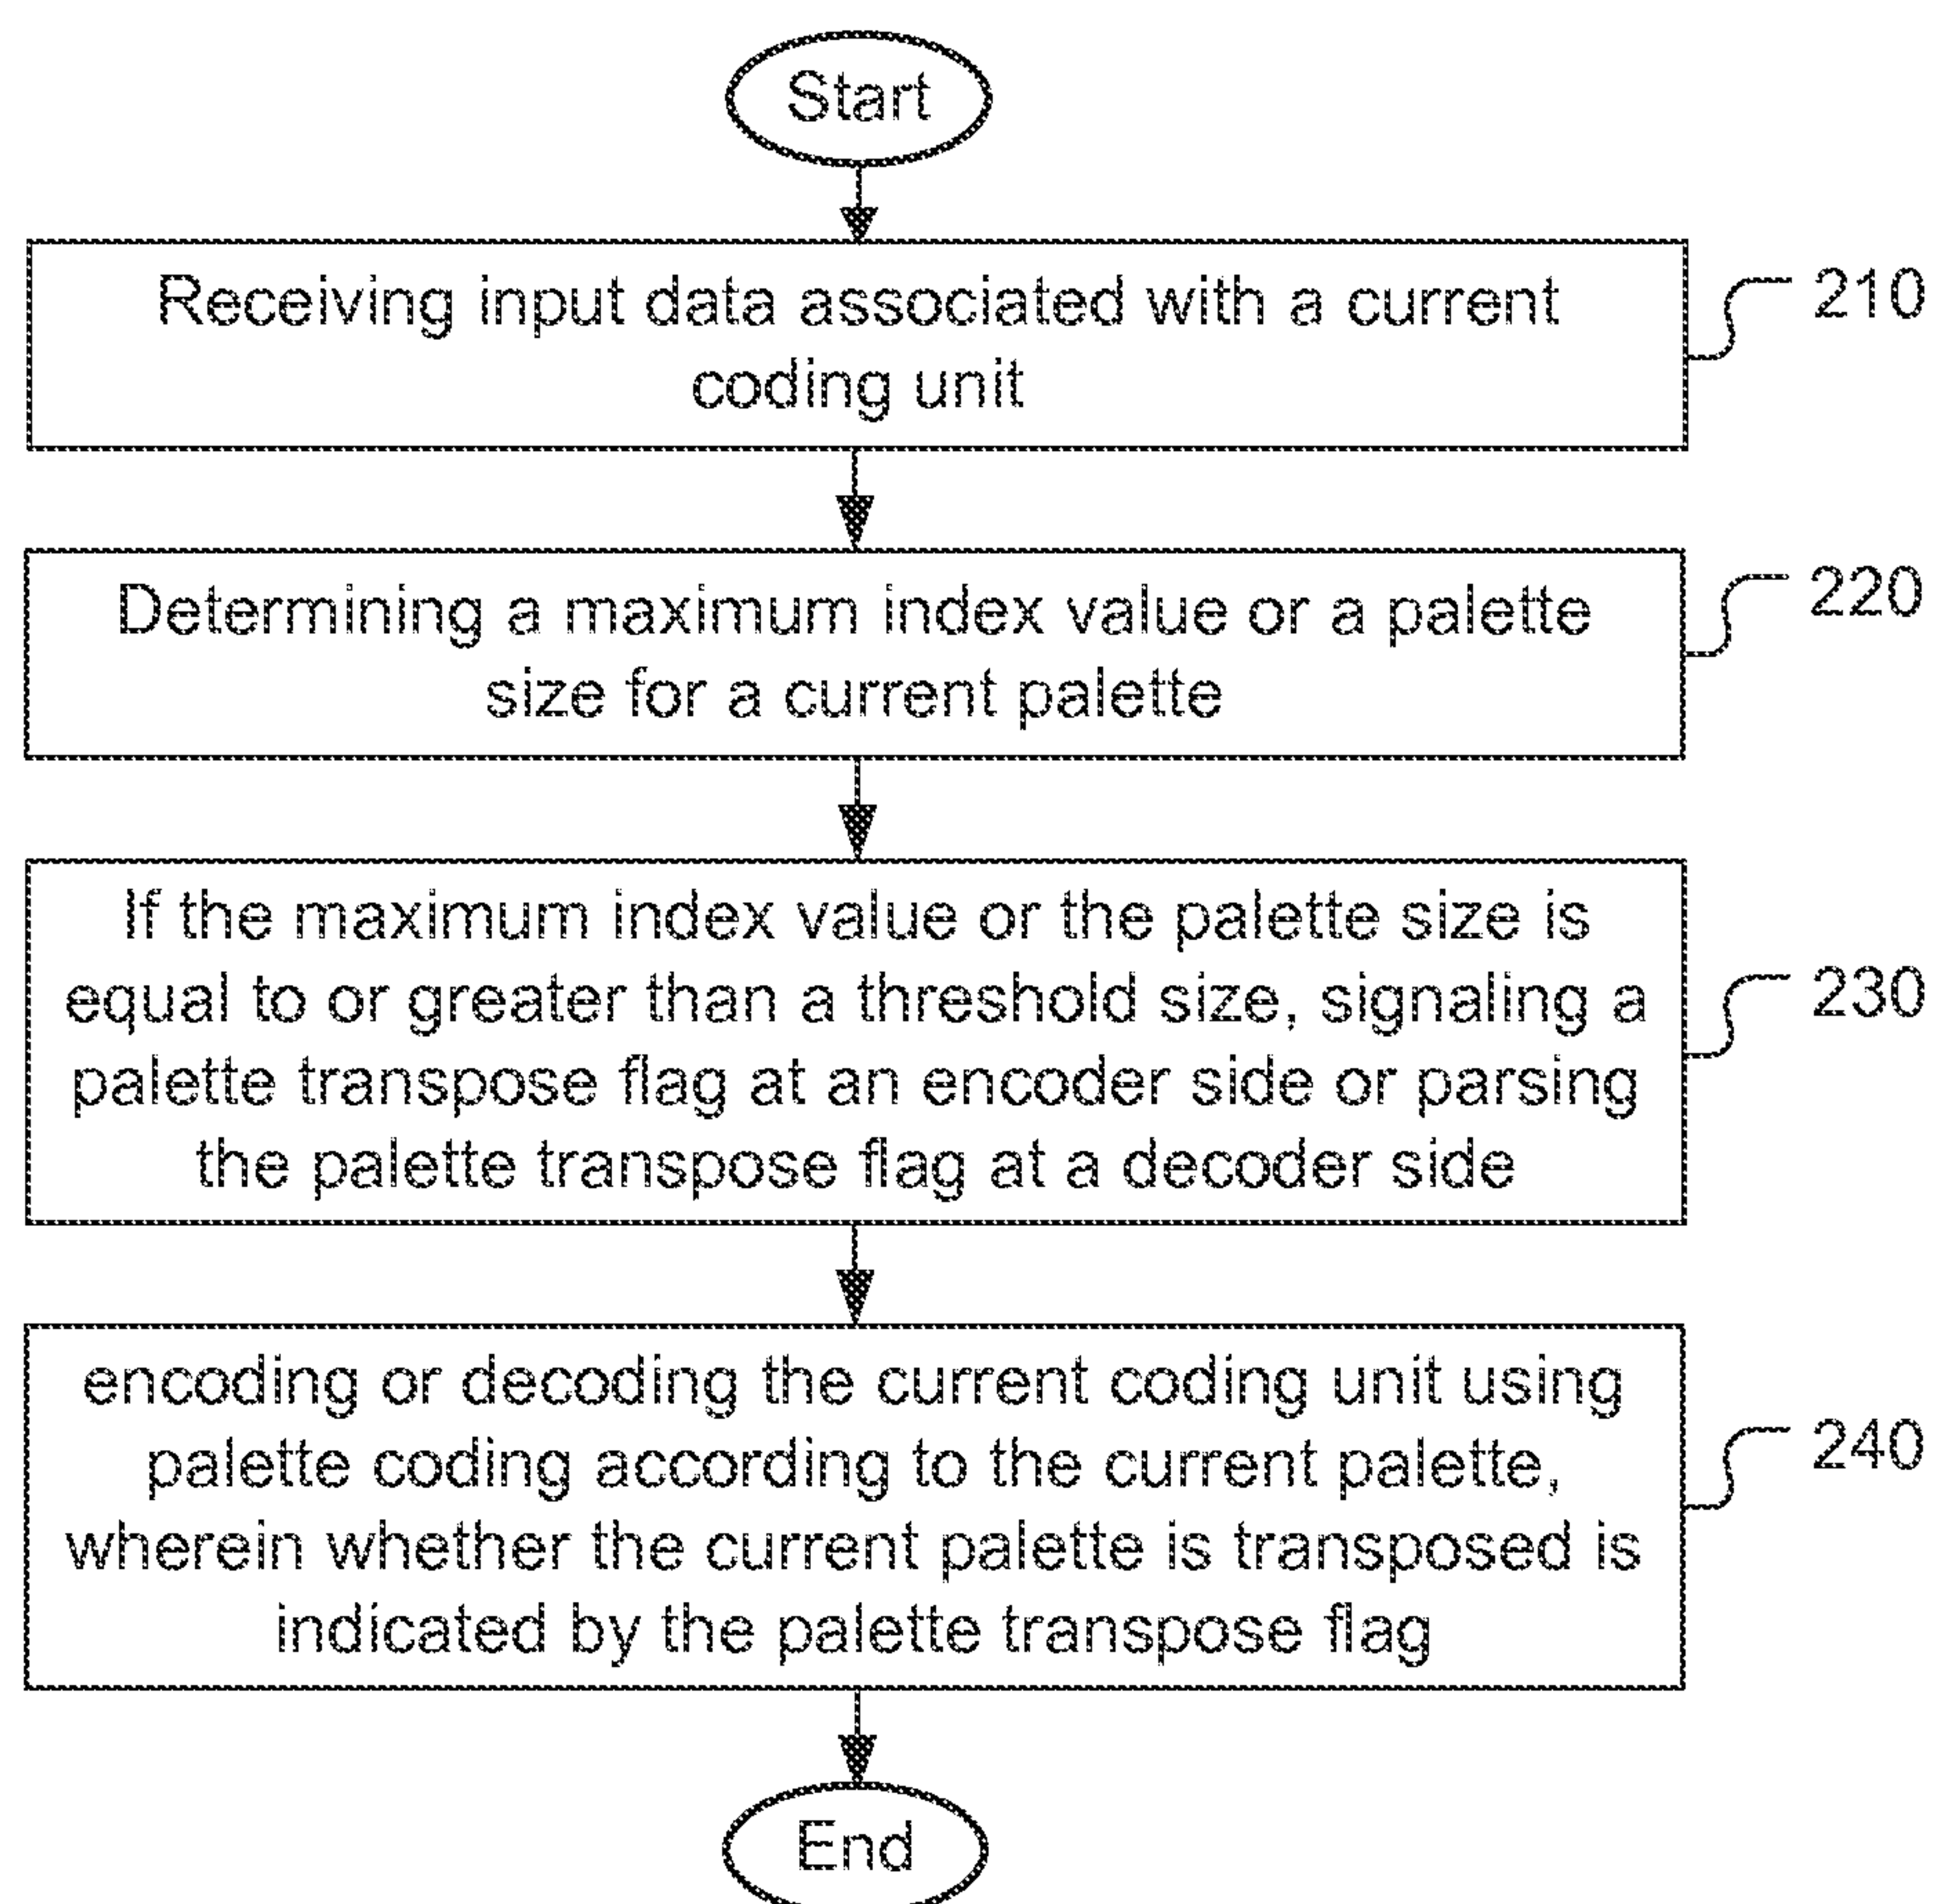 Start
Receiving input data associated with a current
coding unit
210
Determining a maximum index value or a palette
size for a current palette
220
If the maximum index value or the palette size is
equal to or greater than a threshold size, signaling a
palette transpose flag at an encoder side or parsing
the palette transpose flag at a decoder side
230
encoding or decoding the current coding unit using
palette coding according to the current palette,
wherein whether the current palette is transposed is
indicated by the palette transpose flag
240
End